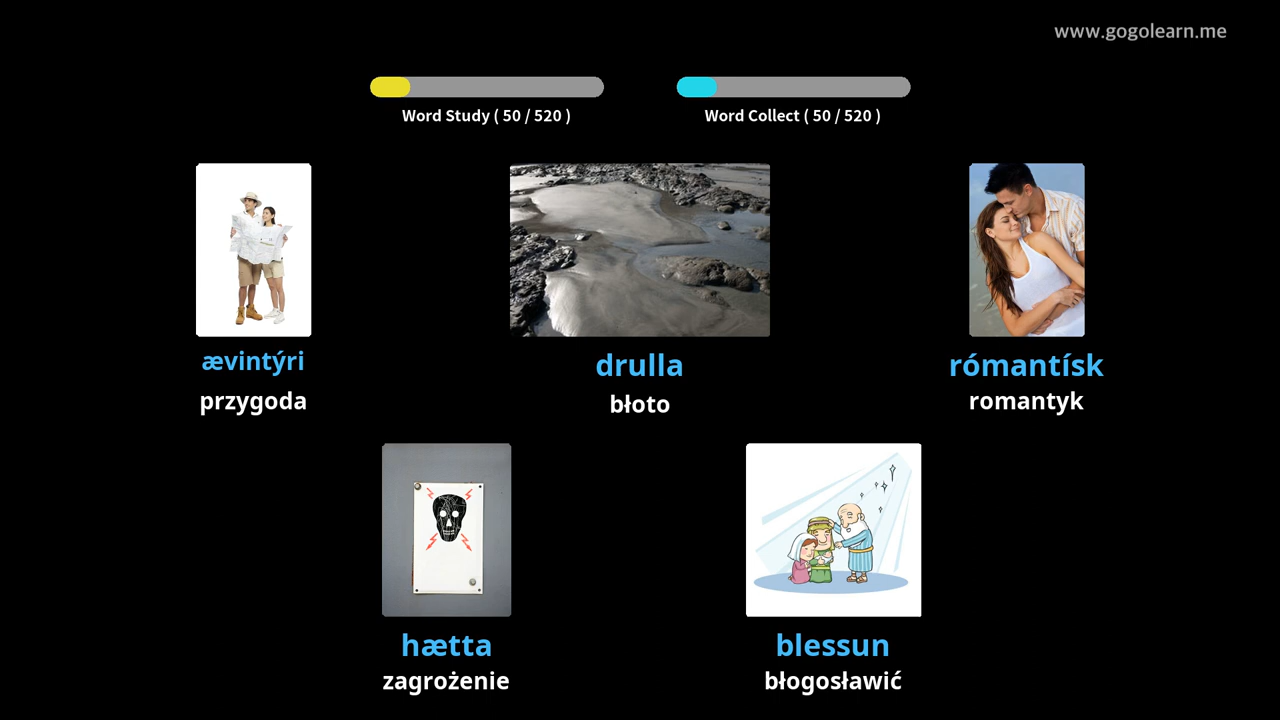 www.gogolearn.me
Word Study ( 50 / 520 )
Word Collect ( 50 / 520 )
ævintýri
przygoda
drulla
błoto
rómantísk
romantyk
hætta
zagrożenie
blessun
błogosławić